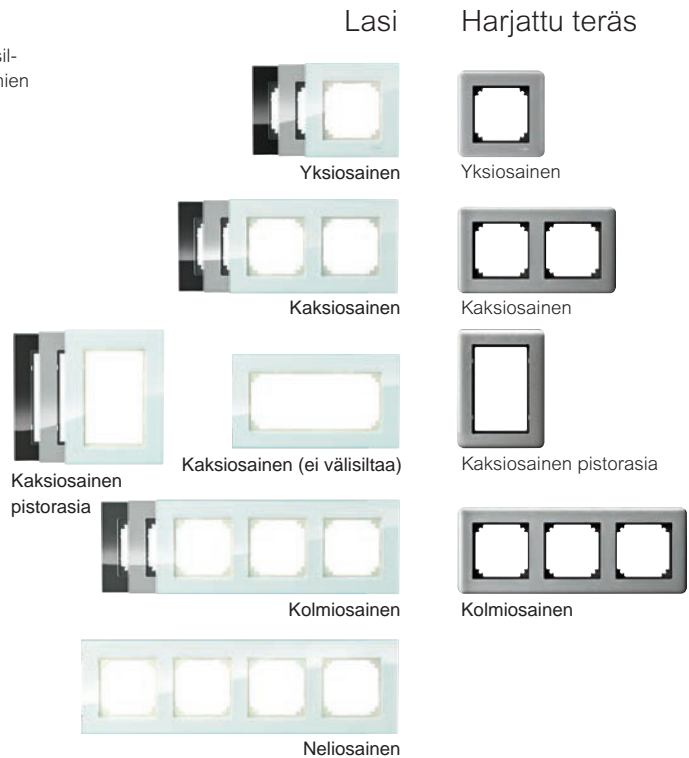 Lasi
Harjattu teräs
Yksiosainen
Yksiosainen
Kaksiosainen
Kaksiosainen
Kaksiosainen
pistorasia
Kaksiosainen (ei välisiltaa)
Kaksiosainen pistorasia
Kolmiosainen
Kolmiosainen
Neliosainen